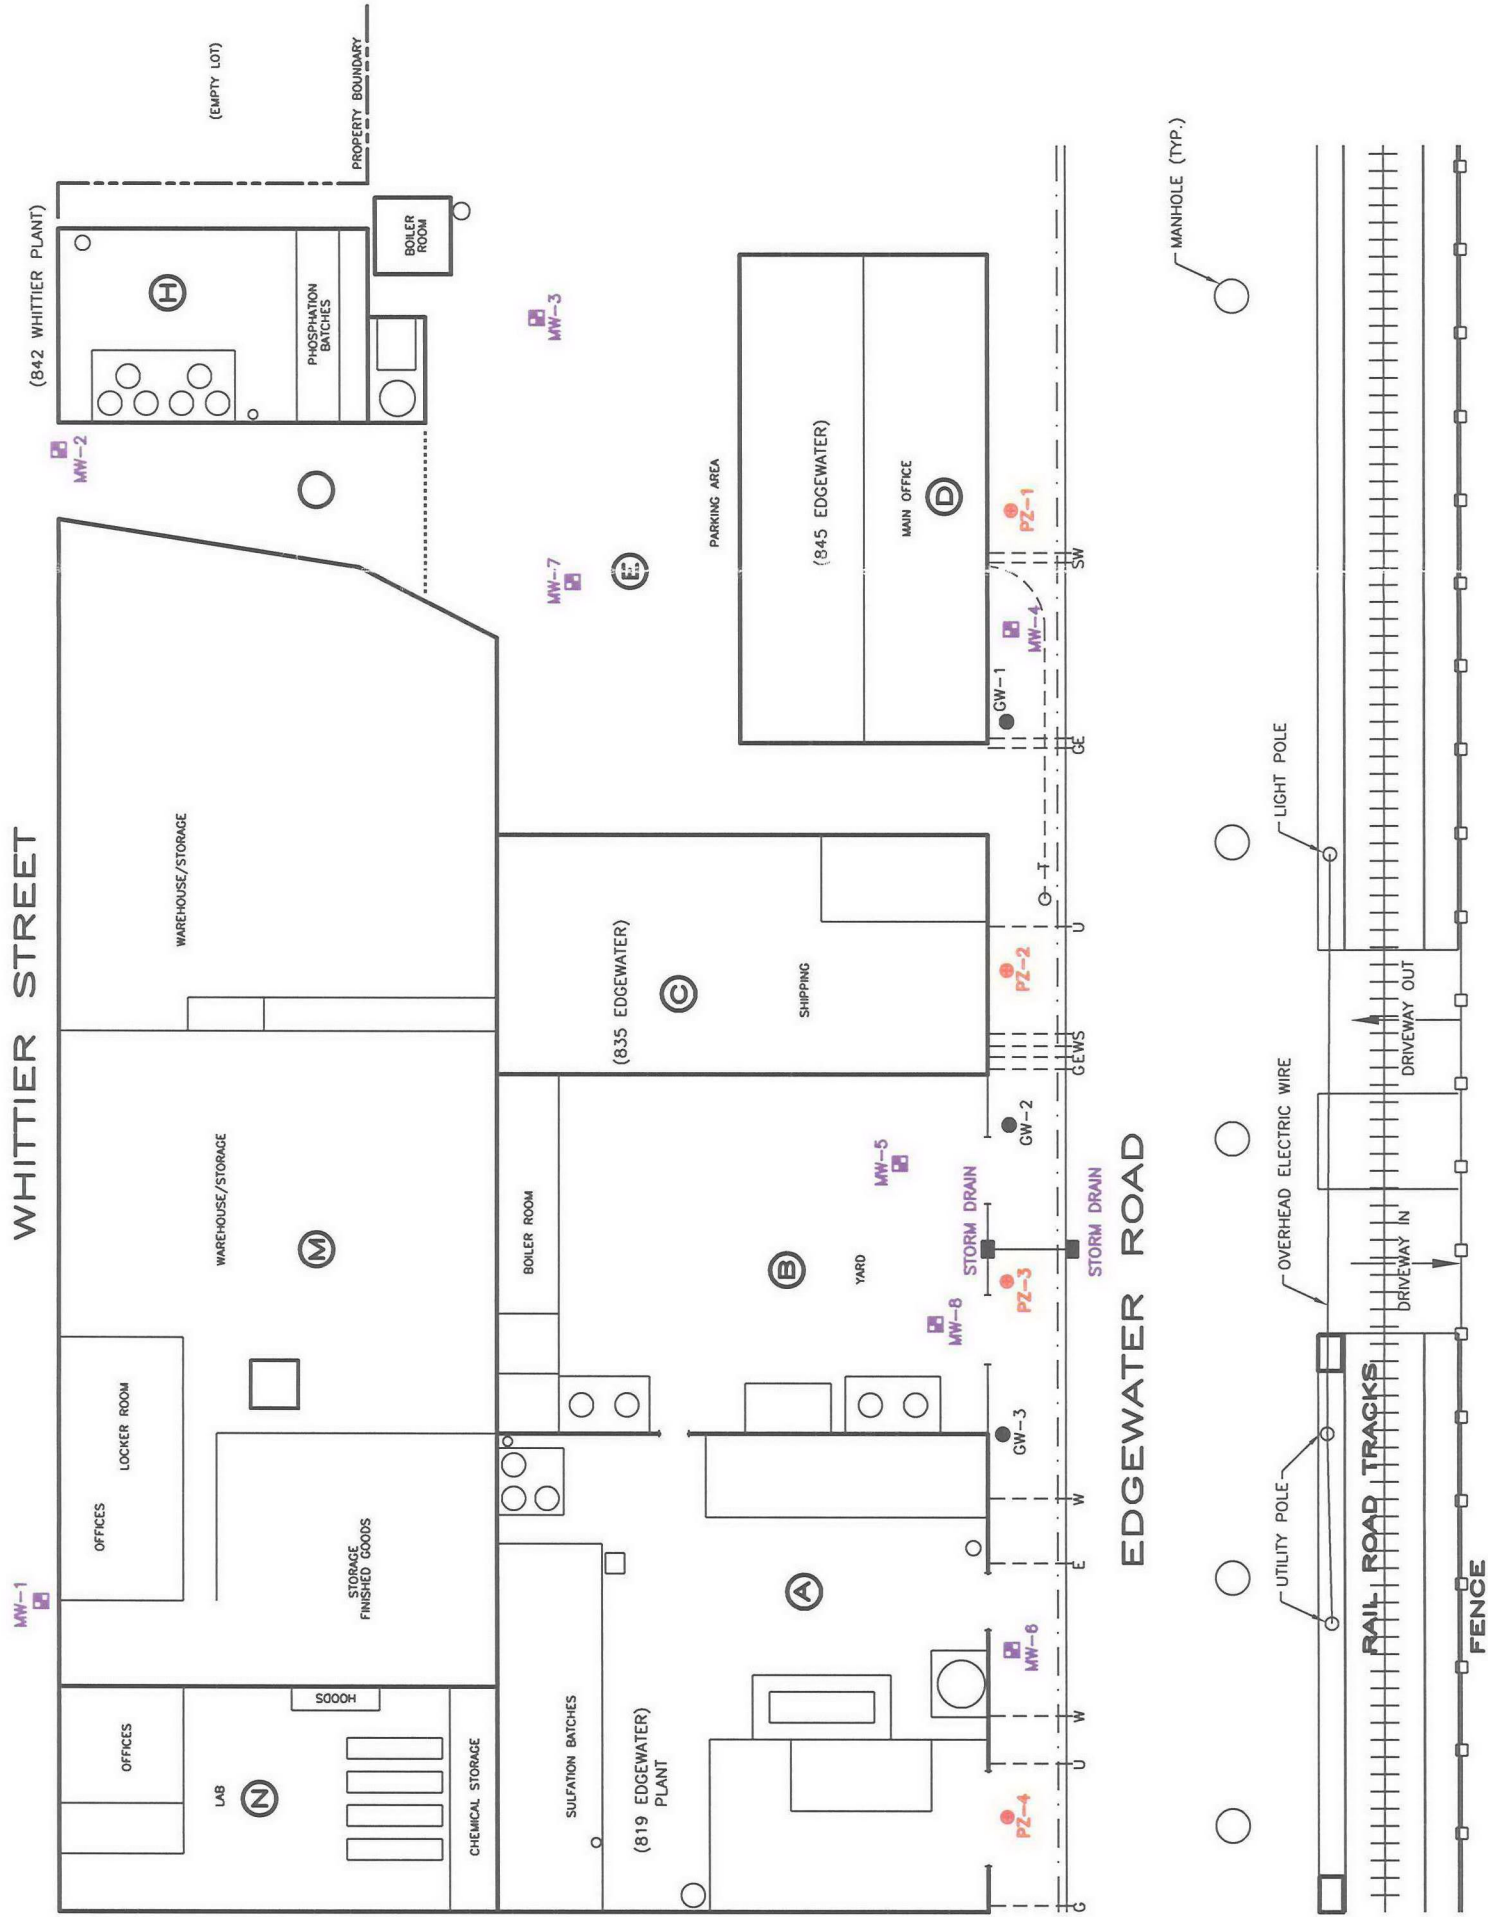 WHITTIER STREET
(842 WHITTIER PLANT)
(EMPTY LOT)
PROPERTY BOUNDARY
H
PHOSPHATION
BATCHES
BOILER
ROOM
MW-2
MW-3
MW-7
E
PARKING AREA
(845 EDGEWATER)
MAIN OFFICE
D
PZ-1
SW
MW-4
GW-1
GE
WAREHOUSE/STORAGE
(835 EDGEWATER)
C
SHIPPING
T
U
PZ-2
GEWS
WAREHOUSE/STORAGE
M
BOILER ROOM
B
YARD
MW-5
GW-2
STORM DRAIN
STORM DRAIN
PZ-3
MW-8
GW-3
LOCKER ROOM
OFFICES
STORAGE
FINISHED GOODS
MW-1
OFFICES
HOODS
LAB
N
CHEMICAL STORAGE
SULFATION BATCHES
(819 EDGEWATER)
PLANT
A
W
E
MW-6
W
U
PZ-4
G
EDGEWATER ROAD
MANHOLE (TYP.)
LIGHT POLE
OVERHEAD ELECTRIC WIRE
UTILITY POLE
DRIVEWAY OUT
DRIVEWAY IN
RAIL ROAD TRACKS
FENCE